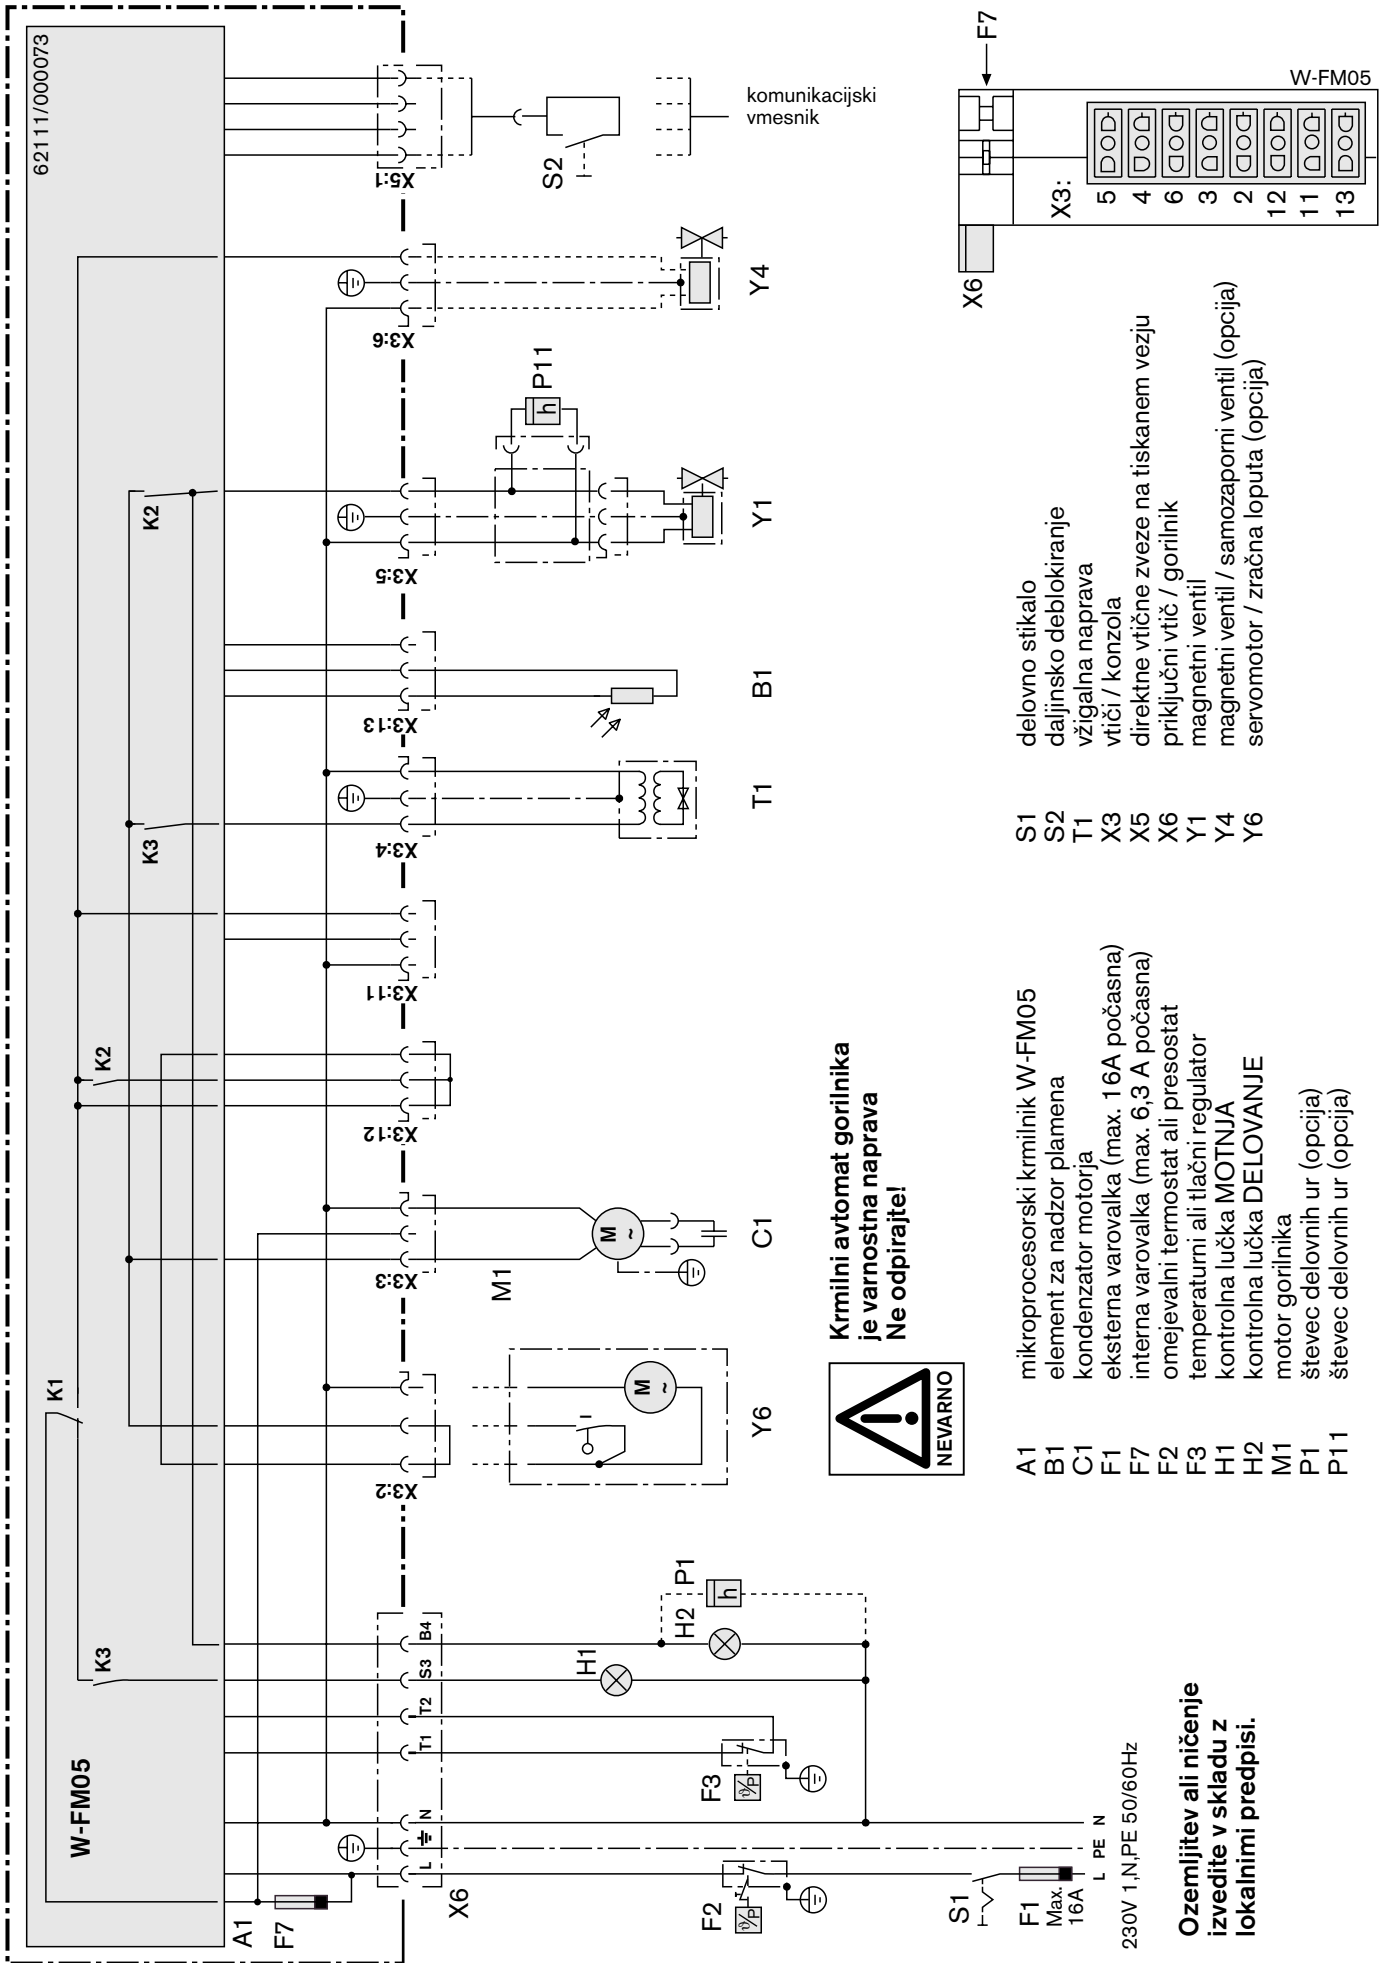 62111/000073
W-FM05
K1
K2
K2
K3
K3
A1
F7
X6
L
N
T1
T2
S3
B4
X3:2
X3:3
X3:12
X3:11
X3:4
X3:13
X3:5
X3:6
X5:1
F2
ϑ/P
F3
ϑ/P
H1
H2
P1
h
S1
F1
Max.
16A
L PE N
230V 1,N,PE 50/60Hz
Y6
M
~
M1
M
~
C1
T1
B1
Y1
P11
h
Y4
S2
komunikacijski
vmesnik
Ozemljitev ali ničenje
izvedite v skladu z
lokalnimi predpisi.
NEVARNO
Krmilni avtomat gorilnika
je varnostna naprava
Ne odpirajte!
A1 mikroprocesorski krmilnik W-FM05
B1 element za nadzor plamena
C1 kondenzator motorja
F1 eksterna varovalka (max. 16A počasna)
F7 interna varovalka (max. 6,3 A počasna)
F2 omejevalni termostat ali presostat
F3 temperaturni ali tlačni regulator
H1 kontrolna lučka MOTNJA
H2 kontrolna lučka DELOVANJE
M1 motor gorilnika
P1 števec delovnih ur (opcija)
P11 števec delovnih ur (opcija)
S1 delovno stikalo
S2 daljinsko deblokiranje
T1 vžigalna naprava
X3 vtiči / konzola
X5 direktne vtične zveze na tiskanem vezju
X6 priključni vtič / gorilnik
Y1 magnetni ventil
Y4 magnetni ventil / samozaporni ventil (opcija)
Y6 servomotor / zračna loputa (opcija)
F7
W-FM05
X6
X3:
5
4
6
3
2
12
11
13